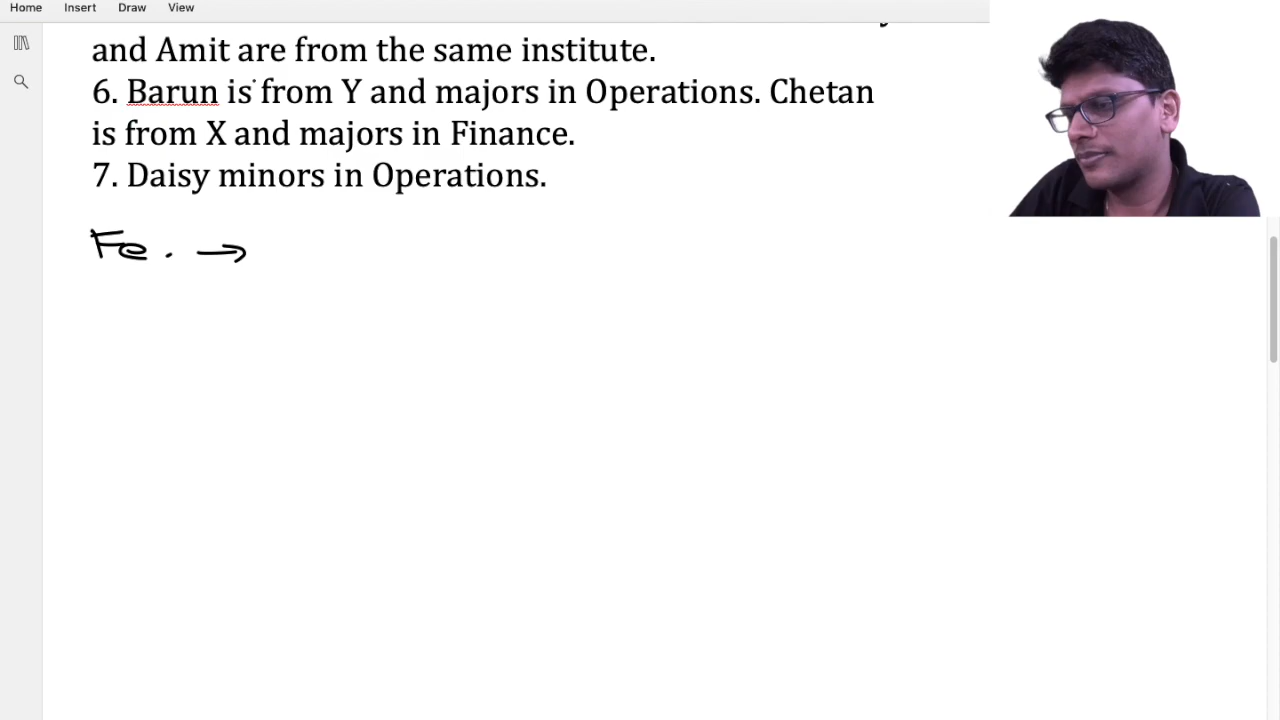 Home Insert Draw View
and Amit are from the same institute.
6. Barun is from Y and majors in Operations. Chetan
is from X and majors in Finance.
7. Daisy minors in Operations.
Fe. →